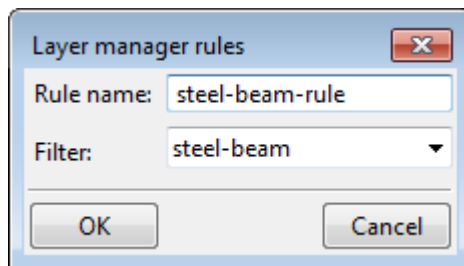 Layer manager rules
Rule name: steel-beam-rule
Filter: steel-beam
OK Cancel